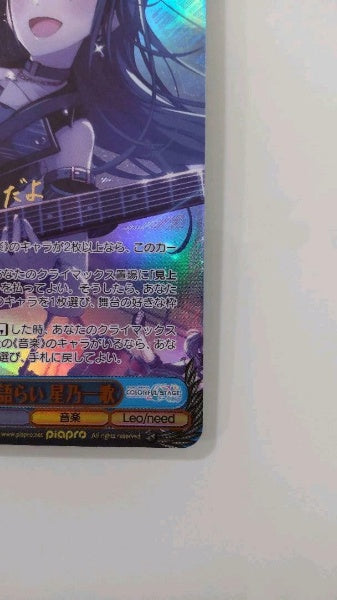 だよ
のキャラが2枚以上なら、このカー
なたのクライマックス置場に「見上
を払ってよい。そうしたら、あなた
のキャラを1枚選び、舞台の好きな枠
した時、あなたのクライマックス
の《音楽》のキャラがいるなら、あな
選び、手札に戻してよい。
語らい 星乃一歌
COLORFUL STAGE!
音楽 Leo/need
www.piapro.net piapro All rights reserved.